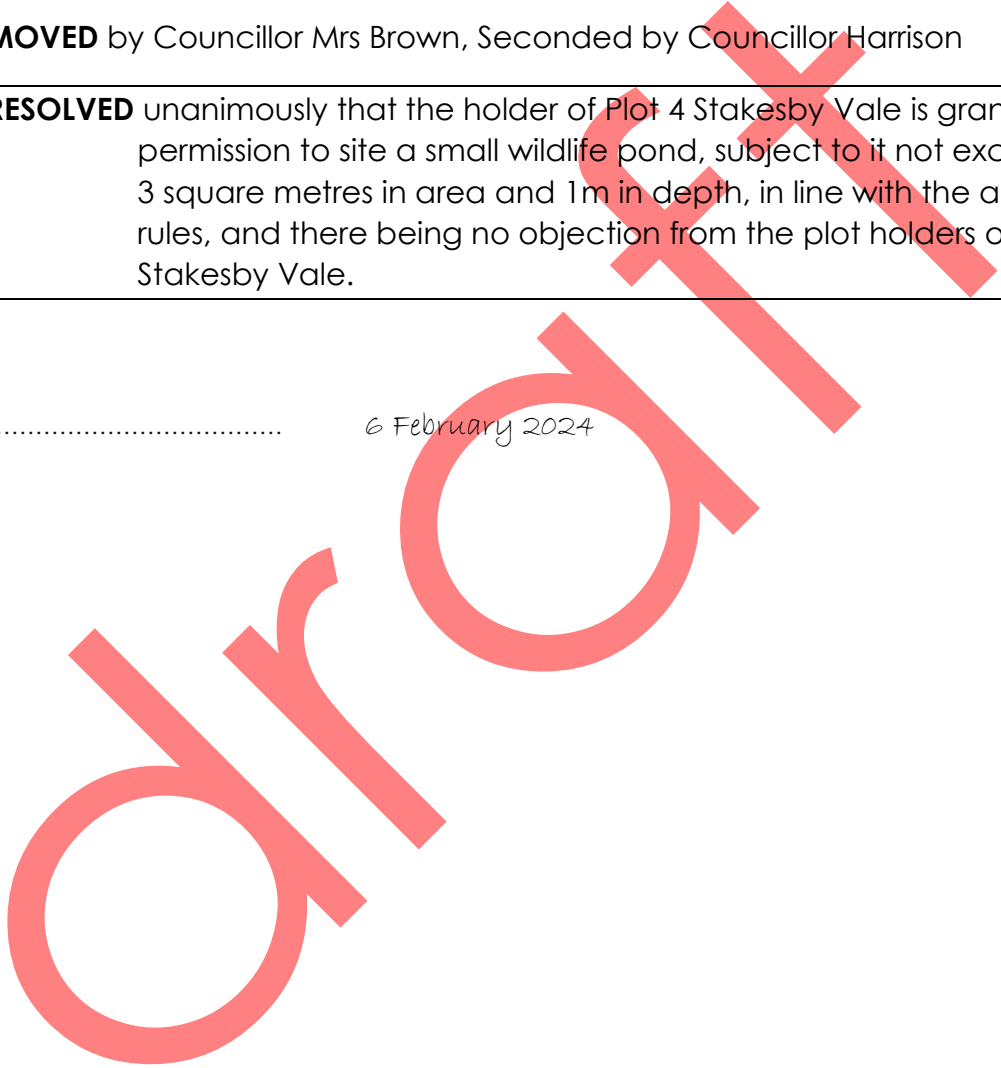 MOVED by Councillor Mrs Brown, Seconded by Councillor Harrison
RESOLVED unanimously that the holder of Plot 4 Stakesby Vale is
permission to site a small wildlife pond, subject to it not
3 square metres in area and 1m in depth, in line with the
rules, and there being no objection from the plot holders
Stakesby Vale.
.................................... 6 February 2024
draft